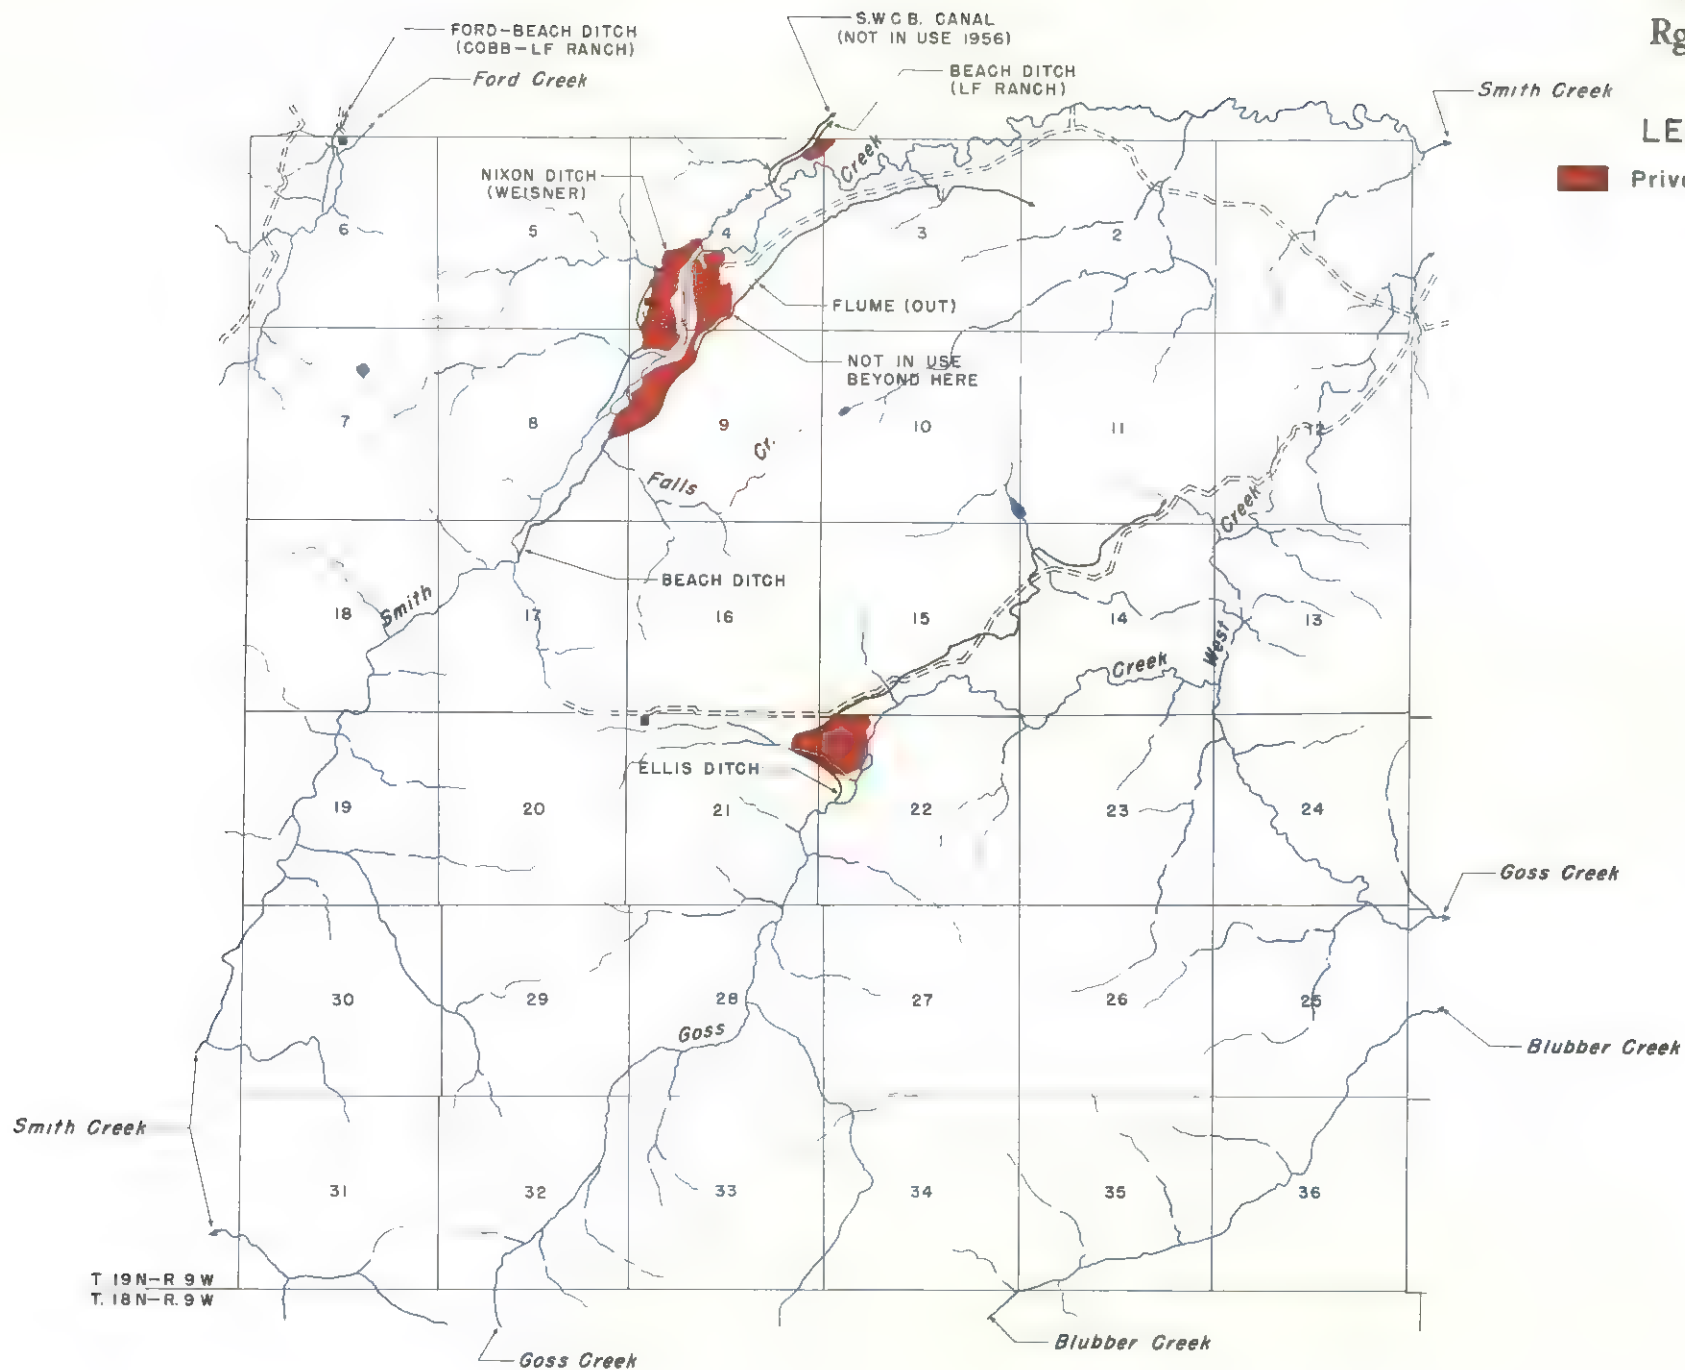 FORD-BEACH DITCH
(COBB-LF RANCH)
Ford Creek
S.W.C.B. CANAL
(NOT IN USE 1956)
BEACH DITCH
(LF RANCH)
Smith Creek
Rg
LE
Priv
NIXON DITCH
(WEISNER)
Creek
6
5
4
3
2
FLUME (OUT)
NOT IN USE
BEYOND HERE
7
8
9
10
11
12
Cr.
Falls
Creek
BEACH DITCH
18
Smith
17
16
15
14
13
Creek
West
ELLIS DITCH
19
20
21
22
23
24
Goss Creek
30
29
28
27
26
25
Goss
Blubber Creek
Smith Creek
31
32
33
34
35
36
T 19N-R 9W
T. 18N-R. 9W
Goss Creek
Blubber Creek